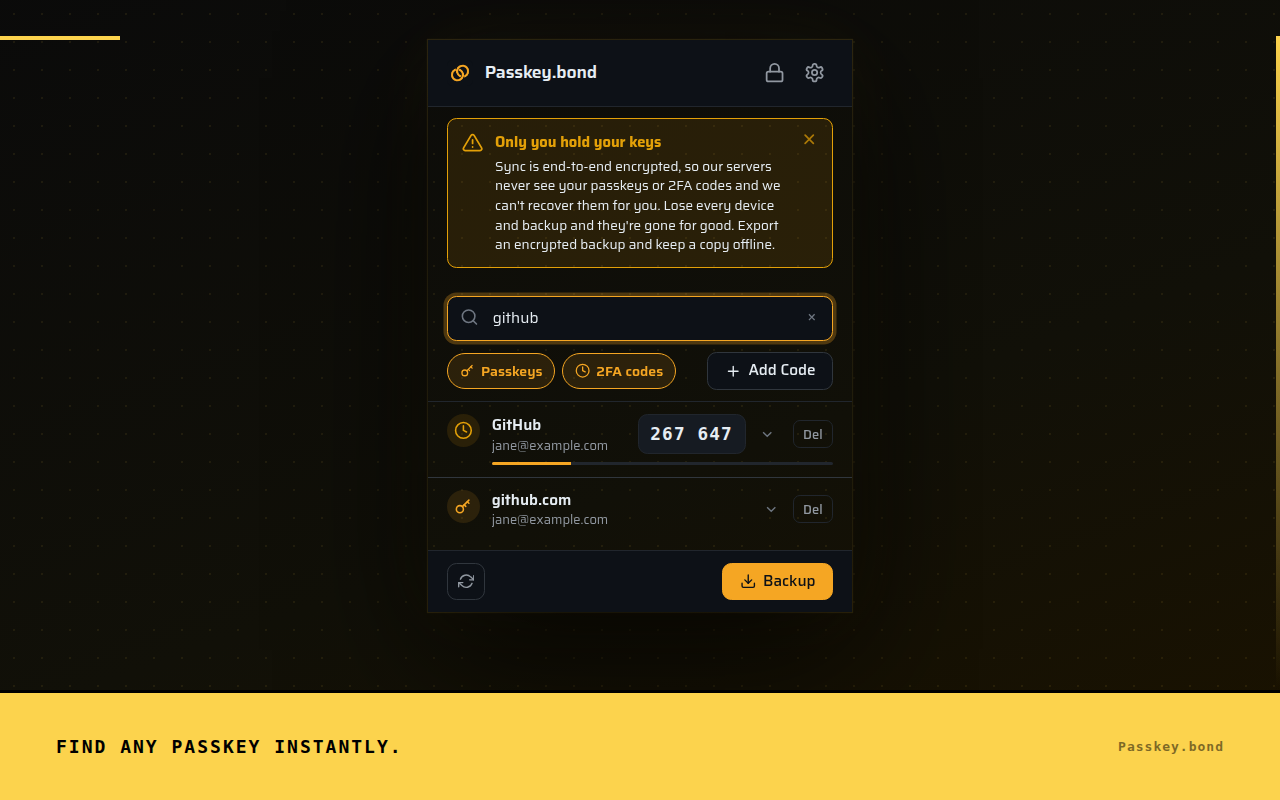 Passkey.bond
Only you hold your keys
Sync is end-to-end encrypted, so our servers
never see your passkeys or 2FA codes and we
can't recover them for you. Lose every device
and backup and they're gone for good. Export
an encrypted backup and keep a copy offline.
github
Passkeys
2FA codes
Add Code
GitHub
jane@example.com
267 647
Del
github.com
jane@example.com
Del
Backup
FIND ANY PASSKEY INSTANTLY.
Passkey.bond